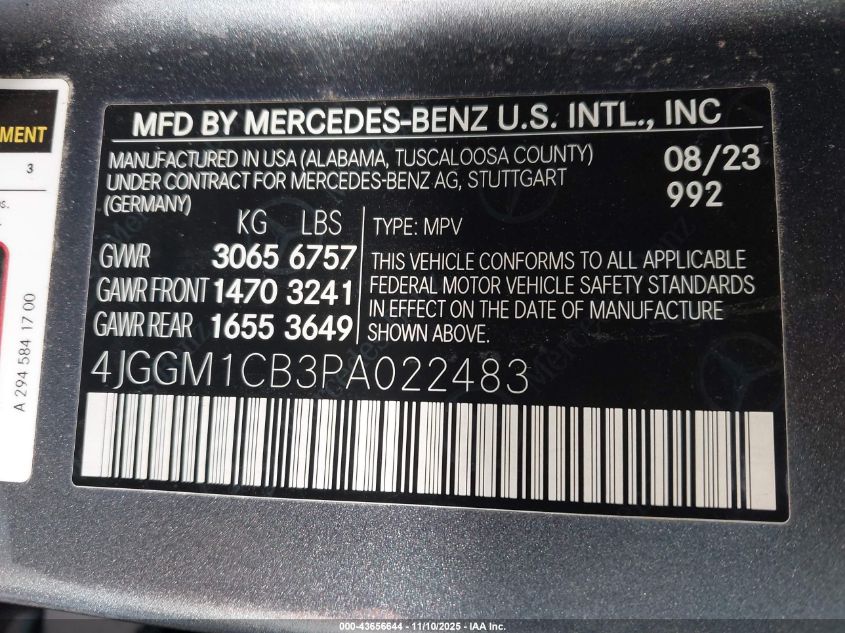 MENT
3
A 294 584 17 00
MFD BY MERCEDES-BENZ U.S. INTL., INC
MANUFACTURED IN USA (ALABAMA, TUSCALOOSA COUNTY)
UNDER CONTRACT FOR MERCEDES-BENZ AG, STUTTGART
(GERMANY)
08/23
992
KG LBS
GVWR 3065 6757
GAWR FRONT 1470 3241
GAWR REAR 1655 3649
TYPE: MPV
THIS VEHICLE CONFORMS TO ALL APPLICABLE
FEDERAL MOTOR VEHICLE SAFETY STANDARDS
IN EFFECT ON THE DATE OF MANUFACTURE
SHOWN ABOVE.
4JGGM1CB3PA022483
000-43656644 - 11/10/2025 - IAA Inc.